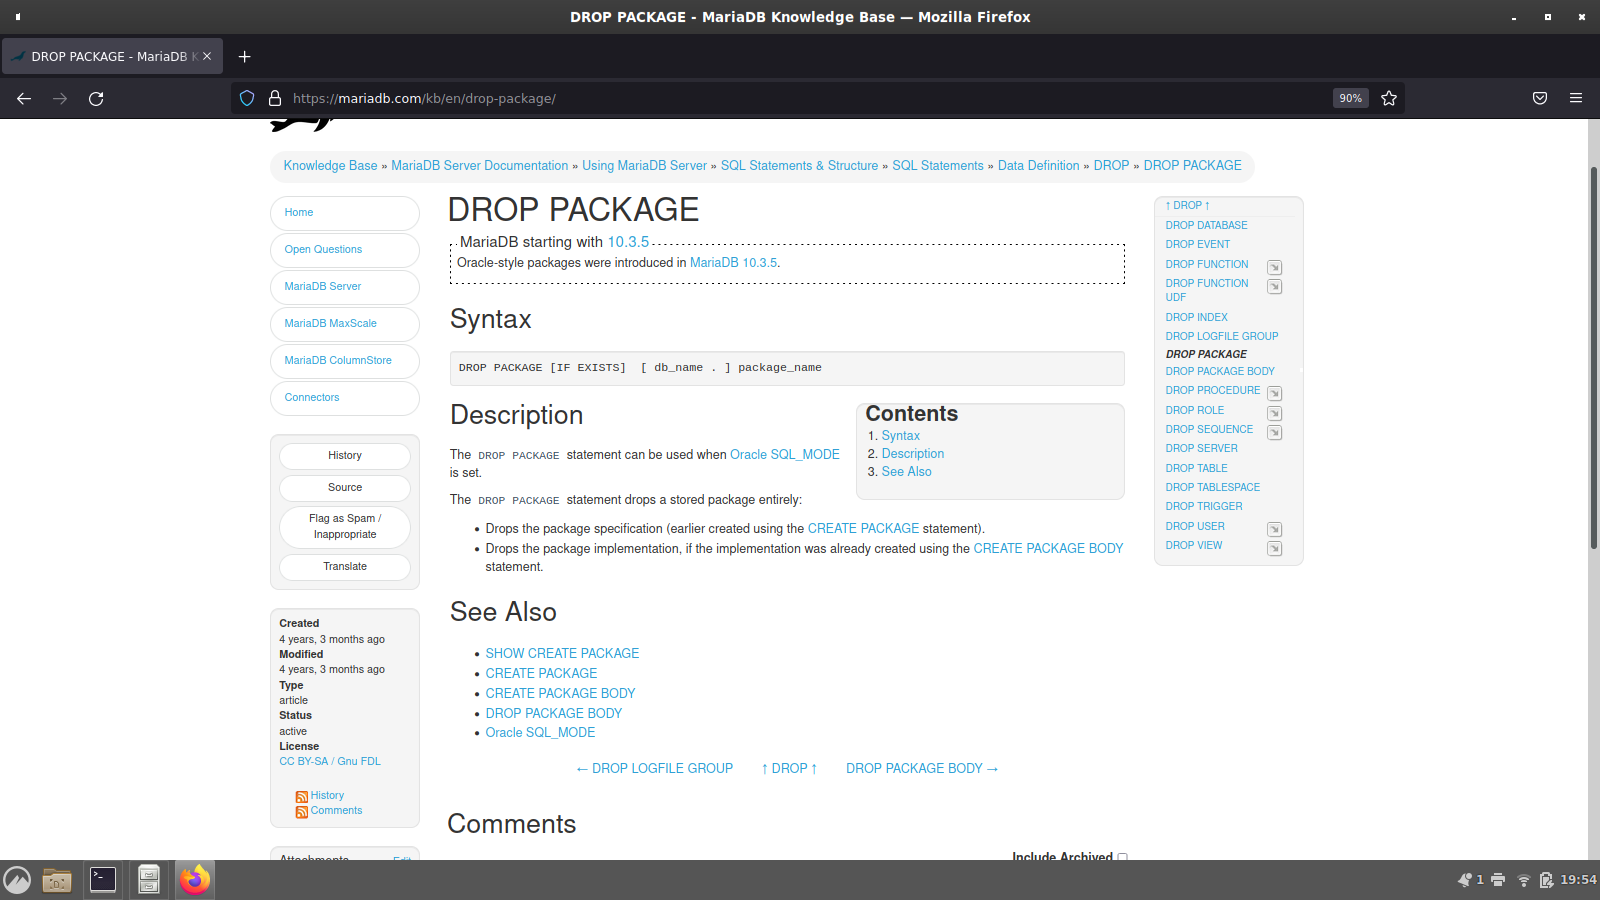 DROP PACKAGE - MariaDB Knowledge Base — Mozilla Firefox
DROP PACKAGE - MariaDB K
https://mariadb.com/kb/en/drop-package/
90%
Knowledge Base » MariaDB Server Documentation » Using MariaDB Server » SQL Statements & Structure » SQL Statements » Data Definition » DROP » DROP PACKAGE
Home
Open Questions
MariaDB Server
MariaDB MaxScale
MariaDB ColumnStore
Connectors
History
Source
Flag as Spam /
Inappropriate
Translate
Created
4 years, 3 months ago
Modified
4 years, 3 months ago
Type
article
Status
active
License
CC BY-SA / Gnu FDL
History
Comments
Attachments
Edit
DROP PACKAGE
MariaDB starting with 10.3.5
Oracle-style packages were introduced in MariaDB 10.3.5.
Syntax
DROP PACKAGE [IF EXISTS]  [ db_name . ] package_name
Description
The DROP PACKAGE statement can be used when Oracle SQL_MODE
is set.
The DROP PACKAGE statement drops a stored package entirely:
• Drops the package specification (earlier created using the CREATE PACKAGE statement).
• Drops the package implementation, if the implementation was already created using the CREATE PACKAGE BODY
statement.
Contents
1. Syntax
2. Description
3. See Also
See Also
• SHOW CREATE PACKAGE
• CREATE PACKAGE
• CREATE PACKAGE BODY
• DROP PACKAGE BODY
• Oracle SQL_MODE
← DROP LOGFILE GROUP
↑ DROP ↑
DROP PACKAGE BODY →
Comments
Include Archived
↑ DROP ↑
DROP DATABASE
DROP EVENT
DROP FUNCTION
DROP FUNCTION
UDF
DROP INDEX
DROP LOGFILE GROUP
DROP PACKAGE
DROP PACKAGE BODY
DROP PROCEDURE
DROP ROLE
DROP SEQUENCE
DROP SERVER
DROP TABLE
DROP TABLESPACE
DROP TRIGGER
DROP USER
DROP VIEW
1
19:54